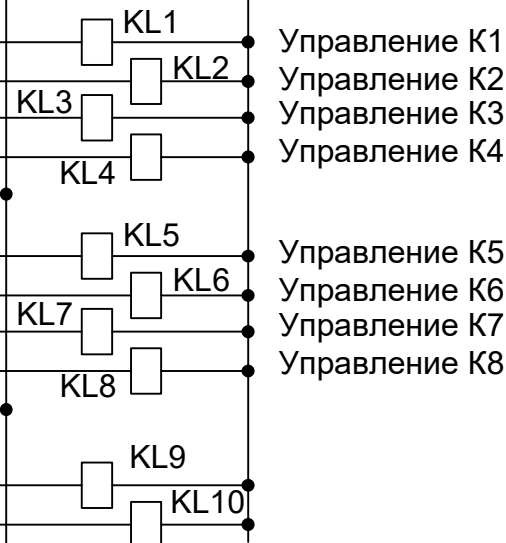 KL1 Управление К1
KL2 Управление К2
KL3 Управление К3
KL4 Управление К4
KL5 Управление К5
KL6 Управление К6
KL7 Управление К7
KL8 Управление К8
KL9
KL10